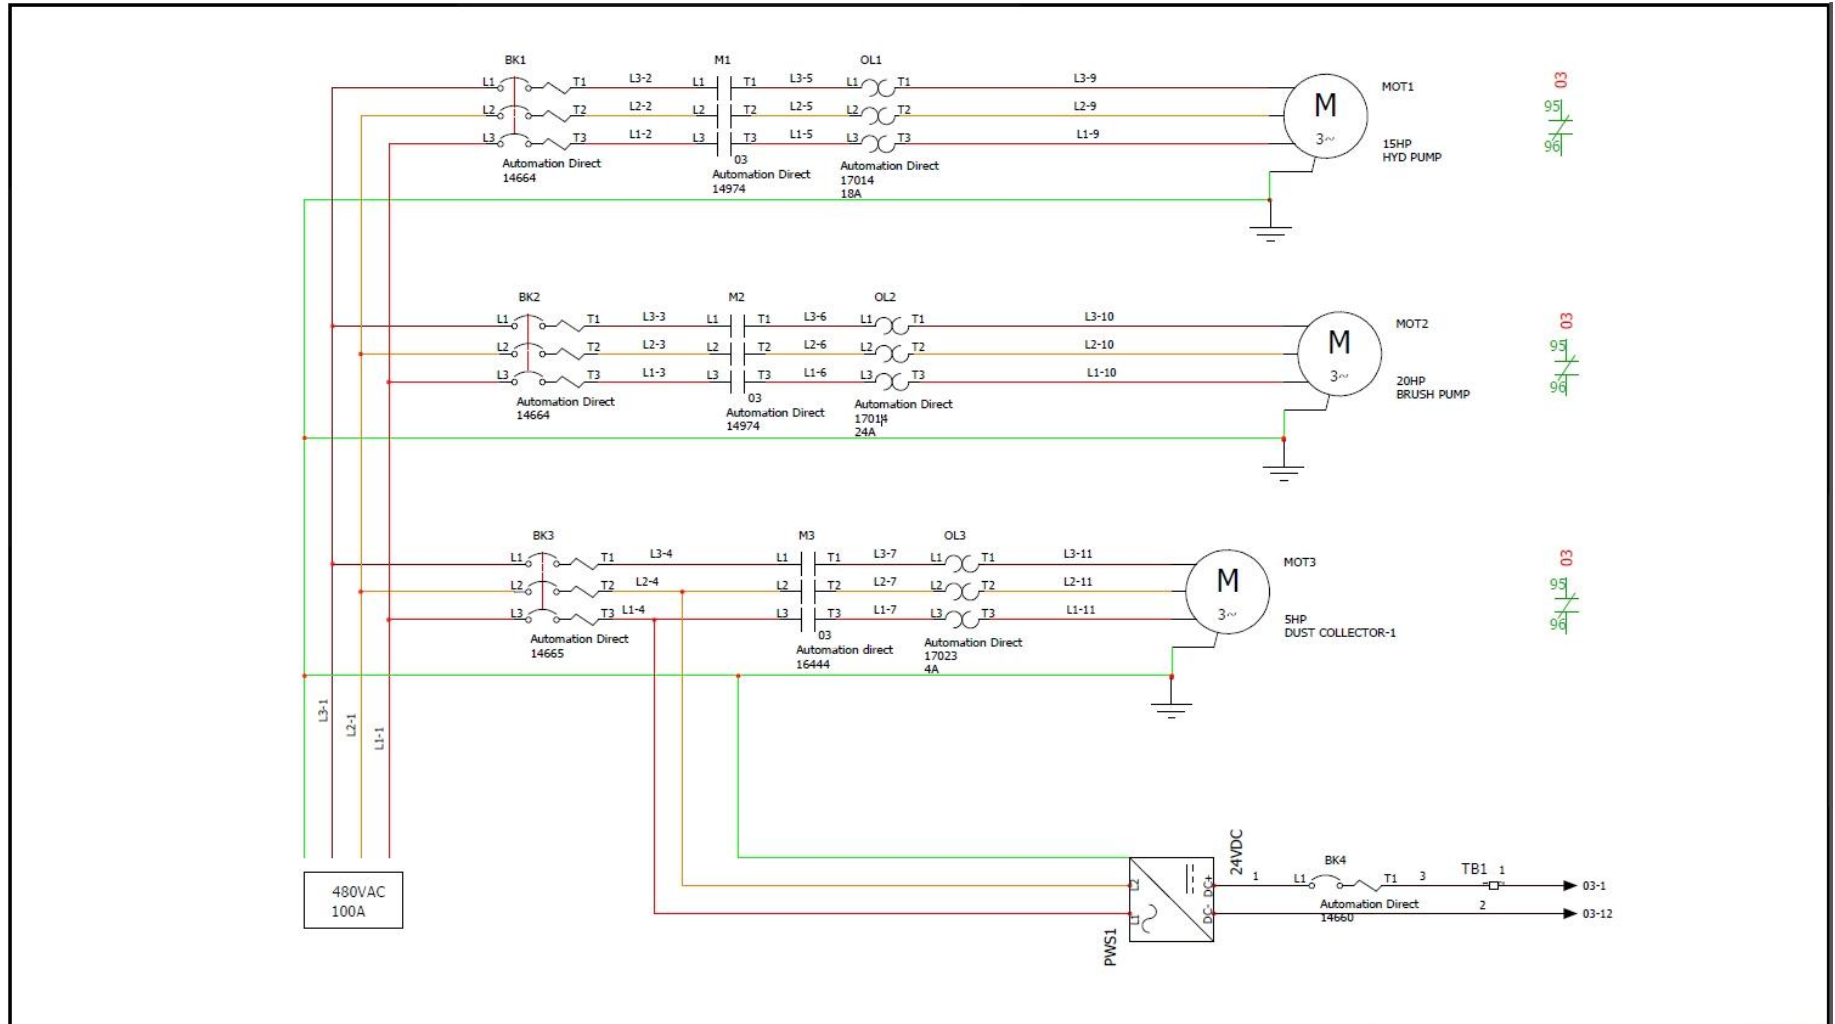 BK1
M1
OL1
L1 T1 L3-2 L1 T1 L3-5 L1 T1 L3-9
MOT1
03
L2 T2 L2-2 L2 T2 L2-5 L2 T2 L2-9
M
95
L3 T3 L1-2 L3 T3 L1-5 L3 T3 L1-9
3~
15HP
HYD PUMP
96
Automation Direct
14664
03
Automation Direct
14974
Automation Direct
17014
18A
BK2
M2
OL2
L1 T1 L3-3 L1 T1 L3-6 L1 T1 L3-10
MOT2
03
L2 T2 L2-3 L2 T2 L2-6 L2 T2 L2-10
M
95
L3 T3 L1-3 L3 T3 L1-6 L3 T3 L1-10
3~
20HP
BRUSH PUMP
96
Automation Direct
14664
03
Automation Direct
14974
Automation Direct
17014
24A
BK3
M3
OL3
L1 T1 L3-4 L1 T1 L3-7 L1 T1 L3-11
MOT3
03
L2 T2 L2-4 L2 T2 L2-7 L2 T2 L2-11
M
95
L3 T3 L1-4 L3 T3 L1-7 L3 T3 L1-11
3~
5HP
DUST COLLECTOR-1
96
Automation Direct
14665
03
Automation direct
16444
Automation Direct
17023
4A
L3-1
L2-1
L1-1
480VAC
100A
PWS1
L2
L1
DC+
DC-
24VDC
1
BK4
L1 T1
3
TB1 1
03-1
Automation Direct
14660
2
03-12